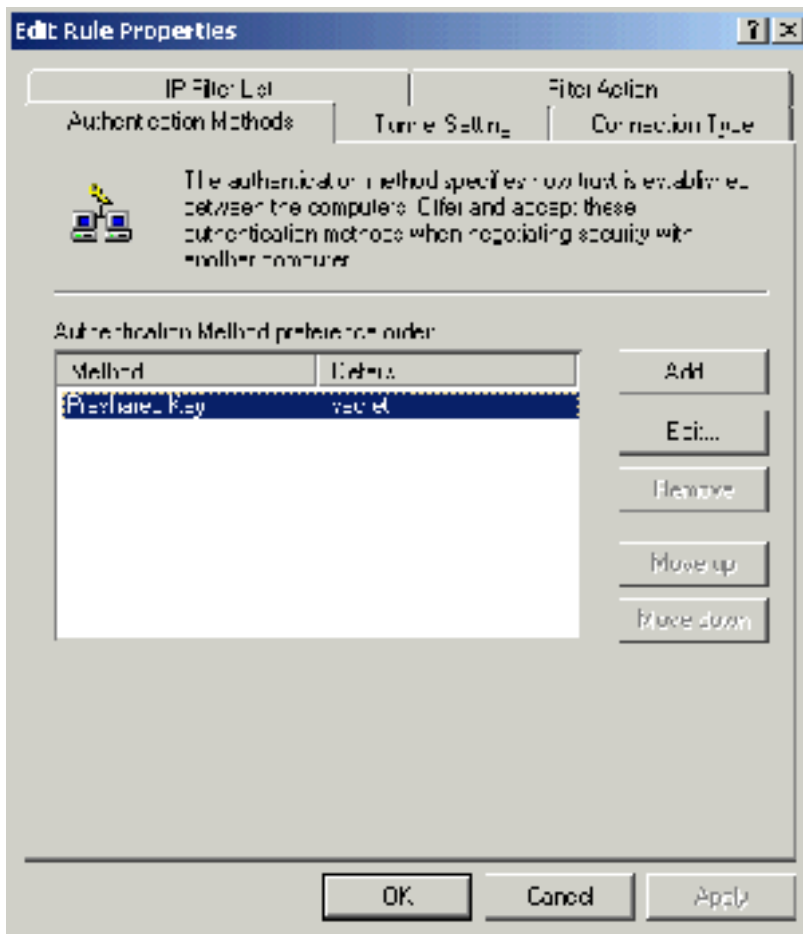 Edit Rule Properties
IP Filter List
Filter Action
Authentication Methods
Tunnel Setting
Connection Type
The authentication method specifies how trust is established
between the computers. Offer and accept these
authentication methods when negotiating security with
another computer.
Authentication Method preference order:
Method
Details
Preshared Key
secret
Add...
Edit...
Remove
Move up
Move down
OK
Cancel
Apply